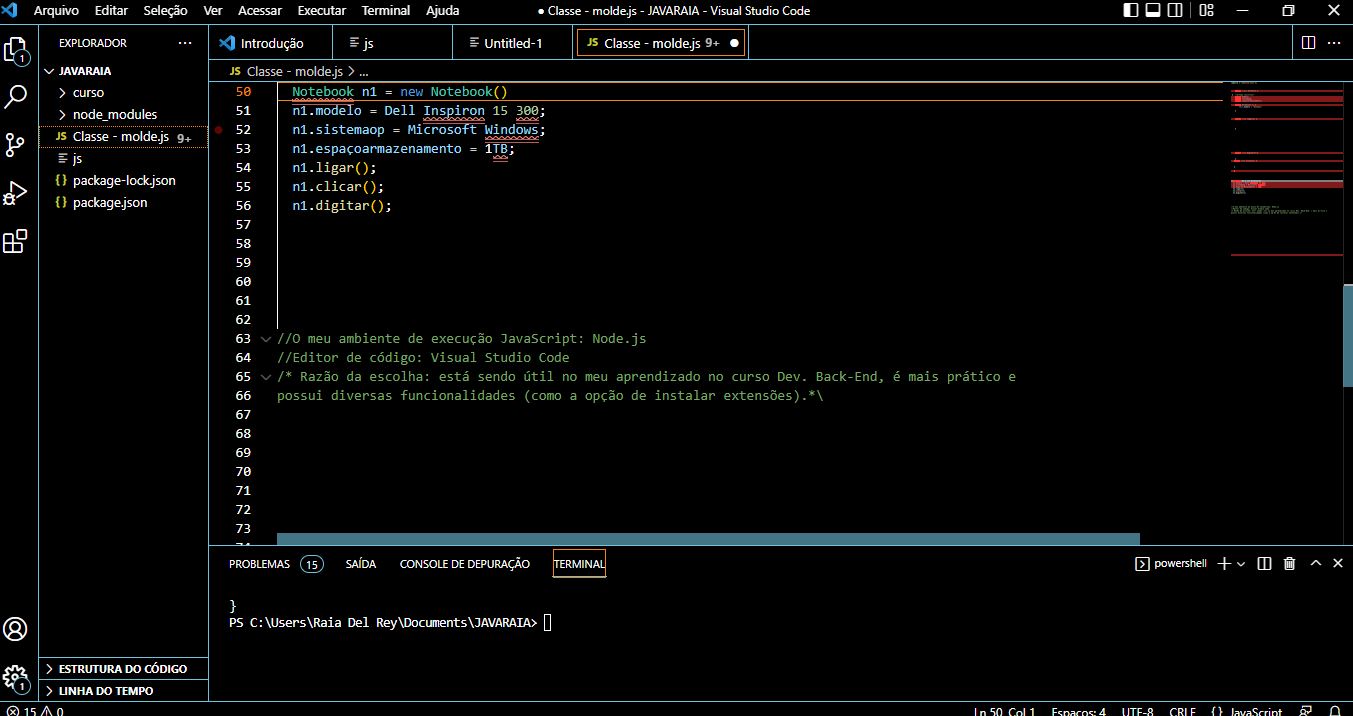 Arquivo Editar Seleção Ver Acessar Executar Terminal Ajuda ● Classe - molde.js - JAVARAIA - Visual Studio Code
EXPLORADOR ···
JAVARAIA
curso
node_modules
JS Classe - molde.js 9+
js
{} package-lock.json
{} package.json
ESTRUTURA DO CÓDIGO
LINHA DO TEMPO
1
1
Introdução js Untitled-1 JS Classe - molde.js 9+ ●
JS Classe - molde.js > ...
50 Notebook n1 = new Notebook()
51 n1.modelo = Dell Inspiron 15 300;
52 n1.sistemaop = Microsoft Windows;
53 n1.espaçoarmazenamento = 1TB;
54 n1.ligar();
55 n1.clicar();
56 n1.digitar();
57
58
59
60
61
62
63 //O meu ambiente de execução JavaScript: Node.js
64 //Editor de código: Visual Studio Code
65 /* Razão da escolha: está sendo útil no meu aprendizado no curso Dev. Back-End, é mais prático e
66 possui diversas funcionalidades (como a opção de instalar extensões).*\
67
68
69
70
71
72
73
PROBLEMAS 15 SAÍDA CONSOLE DE DEPURAÇÃO TERMINAL powershell
}
PS C:\Users\Raia Del Rey\Documents\JAVARAIA>
15 0 Ln 50, Col 1 Espaços: 4 UTF-8 CRLF {} JavaScript